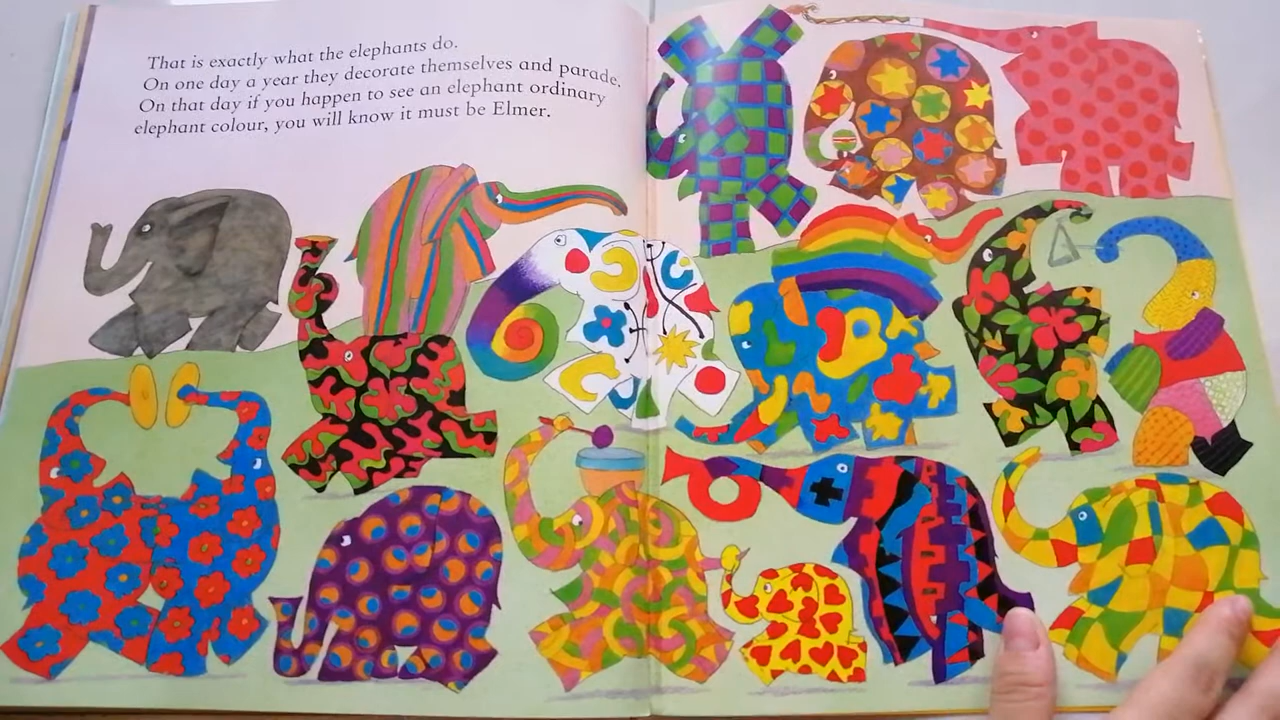 That is exactly what the elephants do.
On one day a year they decorate themselves and parade.
On that day if you happen to see an elephant ordinary
elephant colour, you will know it must be Elmer.